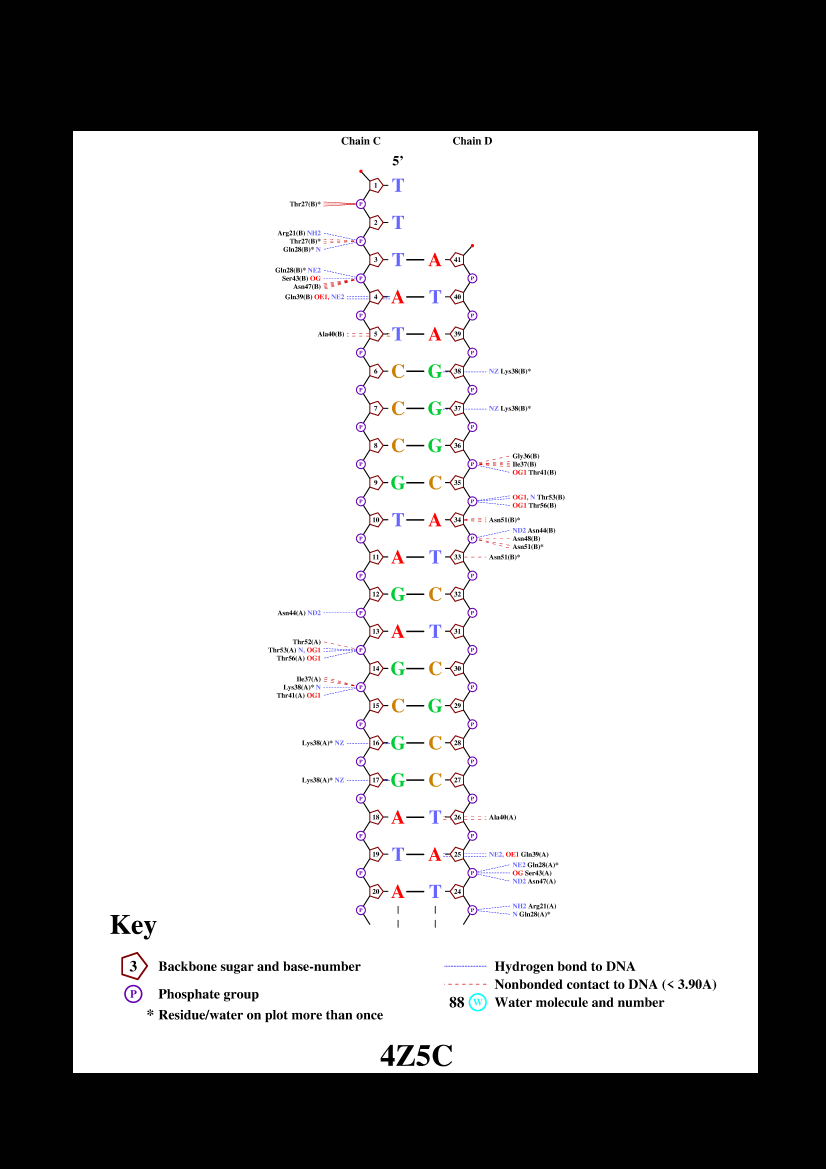 Chain C Chain D
5’
1 T
Thr27(B)* P
2 T
Arg21(B) NH2
Thr27(B)* P
Gln28(B)* N
3 T A 41
Gln28(B)* NE2
Ser43(B) OG P P
Asn47(B)
Gln39(B) OE1, NE2 4 A T 40
P P
Ala40(B) 5 T A 39
P P
6 C G 38 NZ Lys38(B)*
P P
7 C G 37 NZ Lys38(B)*
P P
8 C G 36
Gly36(B)
P P Ile37(B)
OG1 Thr41(B)
9 G C 35
P P OG1, N Thr53(B)
OG1 Thr56(B)
10 T A 34 Asn51(B)*
ND2 Asn44(B)
P P Asn48(B)
Asn51(B)*
11 A T 33 Asn51(B)*
P P
12 G C 32
Asn44(A) ND2 P P
13 A T 31
Thr52(A)
Thr53(A) N, OG1 P P
Thr56(A) OG1
14 G C 30
Ile37(A)
Lys38(A)* N P P
Thr41(A) OG1
15 C G 29
P P
Lys38(A)* NZ 16 G C 28
P P
Lys38(A)* NZ 17 G C 27
P P
18 A T 26 Ala40(A)
P P
19 T A 25 NE2, OE1 Gln39(A)
NE2 Gln28(A)*
P P OG Ser43(A)
ND2 Asn47(A)
20 A T 24
NH2 Arg21(A)
P P N Gln28(A)*
Key
3 Backbone sugar and base-number
P Phosphate group
* Residue/water on plot more than once
Hydrogen bond to DNA
Nonbonded contact to DNA (< 3.90A)
88 W Water molecule and number
4Z5C